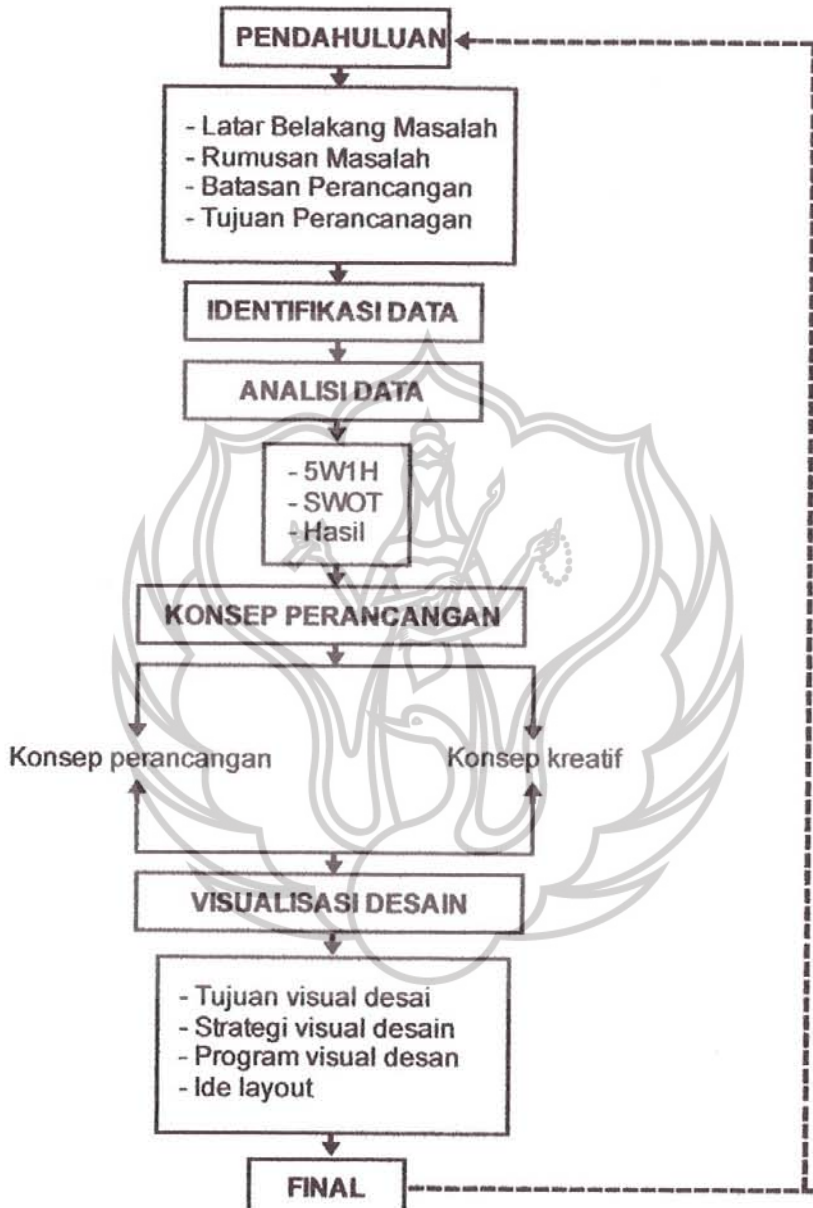 PENDAHULUAN
- Latar Belakang Masalah
- Rumusan Masalah
- Batasan Perancangan
- Tujuan Perancanagan
IDENTIFIKASI DATA
ANALISI DATA
- 5W1H
- SWOT
- Hasil
KONSEP PERANCANGAN
Konsep perancangan
Konsep kreatif
VISUALISASI DESAIN
- Tujuan visual desai
- Strategi visual desain
- Program visual desan
- Ide layout
FINAL